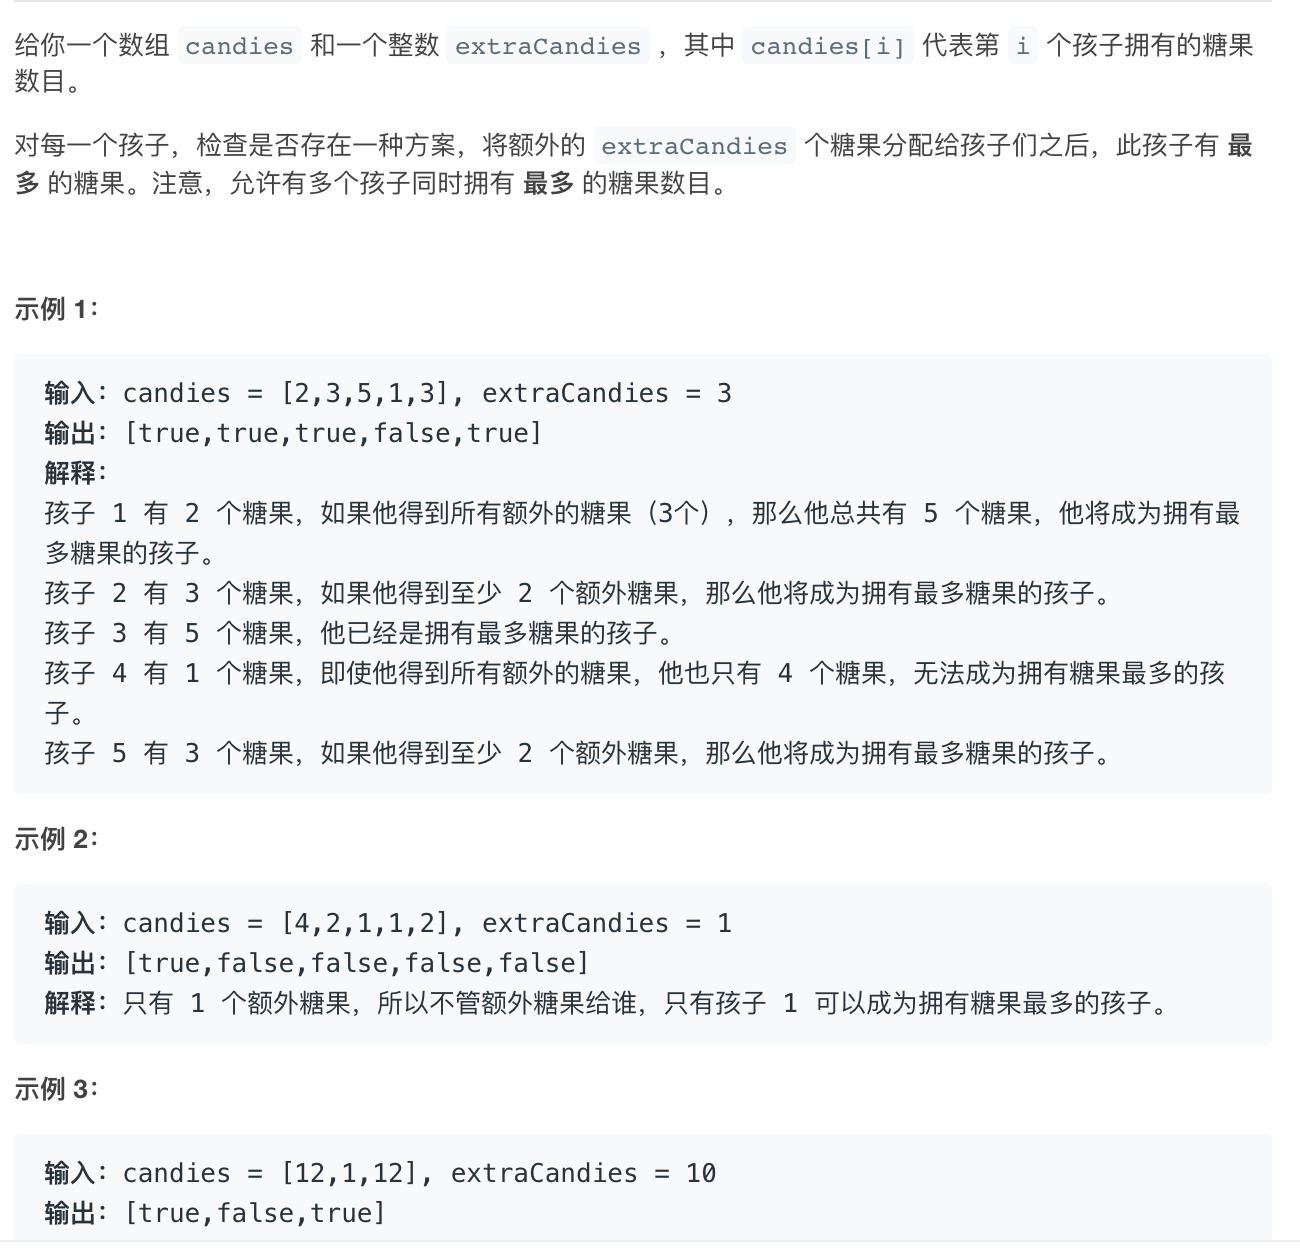 给你一个数组 candies 和一个整数 extraCandies ，其中 candies[i] 代表第 i 个孩子拥有的糖果
数目。
对每一个孩子，检查是否存在一种方案，将额外的 extraCandies 个糖果分配给孩子们之后，此孩子有 最
多 的糖果。注意，允许有多个孩子同时拥有 最多 的糖果数目。
示例 1：
输入：candies = [2,3,5,1,3], extraCandies = 3
输出：[true,true,true,false,true]
解释：
孩子 1 有 2 个糖果，如果他得到所有额外的糖果（3个），那么他总共有 5 个糖果，他将成为拥有最
多糖果的孩子。
孩子 2 有 3 个糖果，如果他得到至少 2 个额外糖果，那么他将成为拥有最多糖果的孩子。
孩子 3 有 5 个糖果，他已经是拥有最多糖果的孩子。
孩子 4 有 1 个糖果，即使他得到所有额外的糖果，他也只有 4 个糖果，无法成为拥有糖果最多的孩
子。
孩子 5 有 3 个糖果，如果他得到至少 2 个额外糖果，那么他将成为拥有最多糖果的孩子。
示例 2：
输入：candies = [4,2,1,1,2], extraCandies = 1
输出：[true,false,false,false,false]
解释：只有 1 个额外糖果，所以不管额外糖果给谁，只有孩子 1 可以成为拥有糖果最多的孩子。
示例 3：
输入：candies = [12,1,12], extraCandies = 10
输出：[true,false,true]